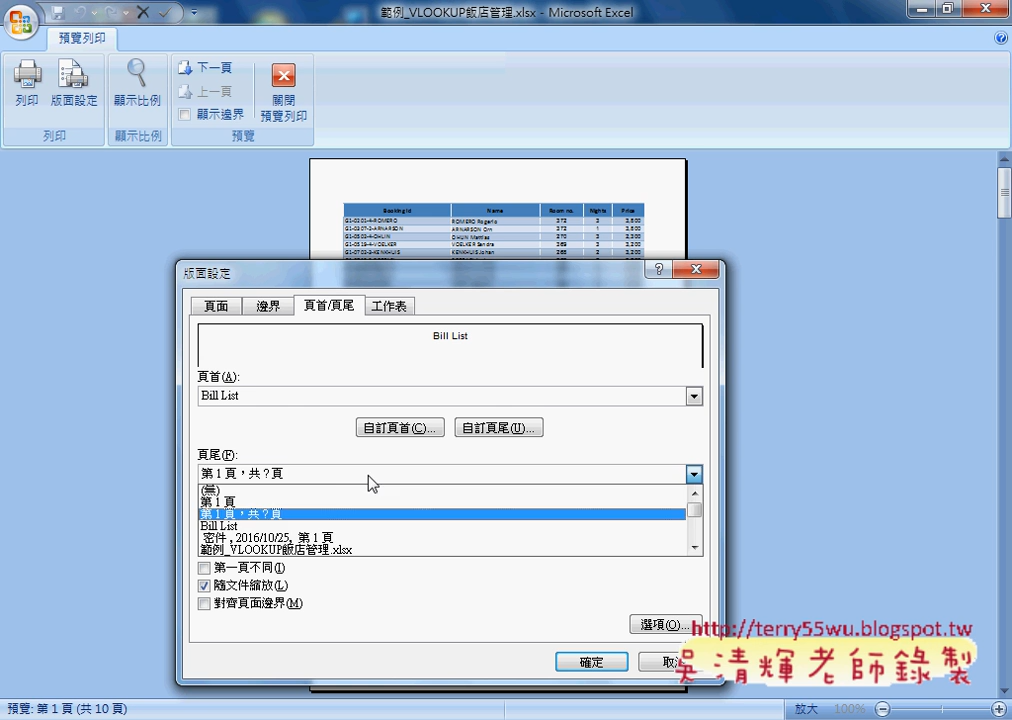 範例_VLOOKUP飯店管理.xlsx - Microsoft Excel
預覽列印
列印
版面設定
顯示比例
下一頁
上一頁
顯示邊界
關閉
預覽列印
列印
顯示比例
預覽
Booking Id Name Room no. Nights Price
版面設定
頁面
邊界
頁首/頁尾
工作表
Bill List
頁首(A):
Bill List
自訂頁首(C)...
自訂頁尾(U)...
頁尾(F):
第 1 頁，共 ? 頁
(無)
第 1 頁
第 1 頁，共 ? 頁
Bill List
密件, 2016/10/25, 第 1 頁
範例_VLOOKUP飯店管理.xlsx
第一頁不同(I)
隨文件縮放(L)
對齊頁面邊界(M)
選項(O)...
確定
http://terry55wu.blogspot.tw
吳清輝老師錄製
預覽: 第 1 頁 (共 10 頁)
放大
100%